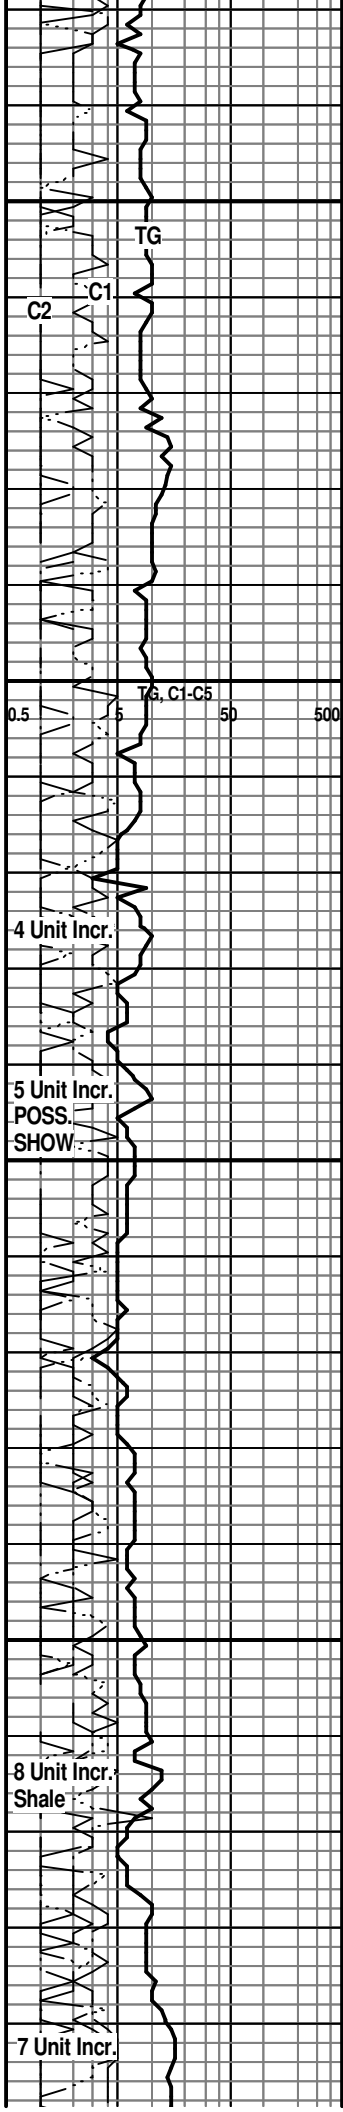 TG
C1
C2
TG, C1-C5
0.5 5 50 500
4 Unit Incr.
5 Unit Incr.
POSS.
SHOW
8 Unit Incr.
Shale
7 Unit Incr.